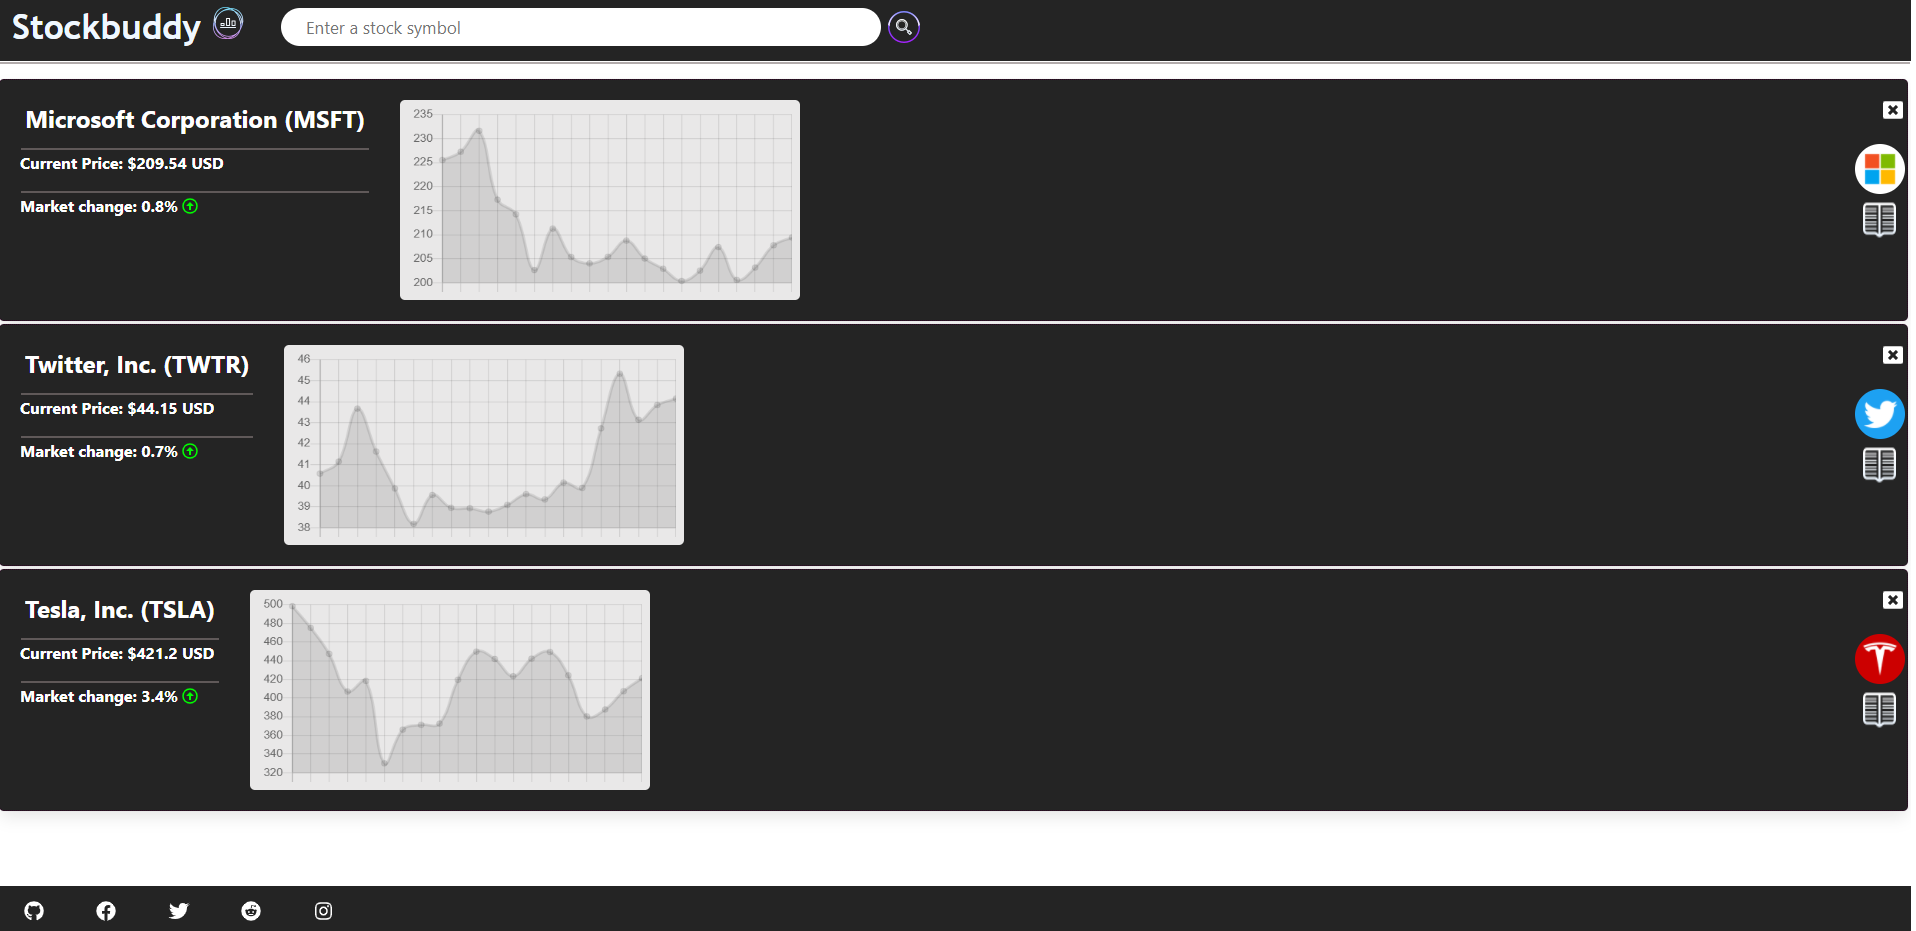 Stockbuddy
Enter a stock symbol
Microsoft Corporation (MSFT)
Current Price: $209.54 USD
Market change: 0.8%
235
230
225
220
215
210
205
200
Twitter, Inc. (TWTR)
Current Price: $44.15 USD
Market change: 0.7%
46
45
44
43
42
41
40
39
38
Tesla, Inc. (TSLA)
Current Price: $421.2 USD
Market change: 3.4%
500
480
460
440
420
400
380
360
340
320